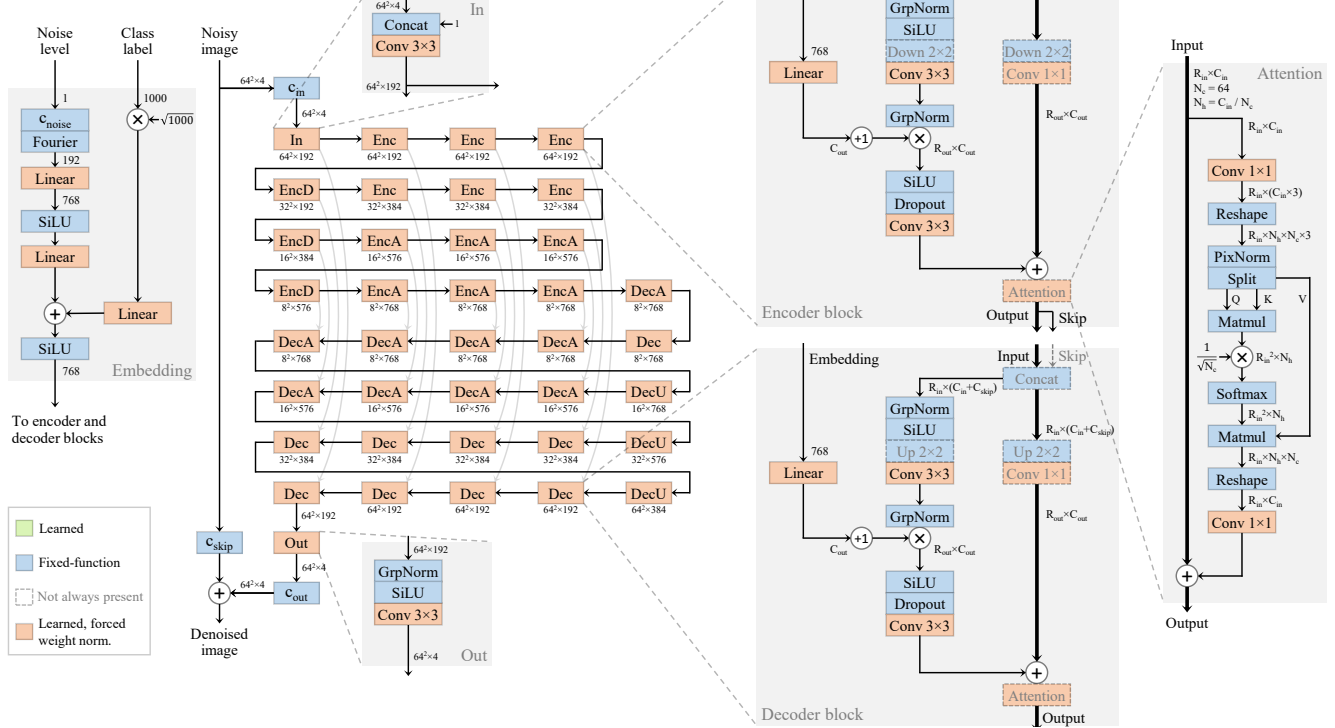 Noise
level
Class
label
Noisy
image
1
1000
c_noise
Fourier
× √1000
192
Linear
768
SiLU
Linear
+
Linear
SiLU
768
Embedding
To encoder and
decoder blocks
64²×4
c_in
64²×4
64²×4
Concat
1
Conv 3×3
64²×192
In
In Enc Enc Enc
64²×192 64²×192 64²×192 64²×192
EncD Enc Enc Enc
32²×192 32²×384 32²×384 32²×384
EncD EncA EncA EncA
16²×384 16²×576 16²×576 16²×576
EncD EncA EncA EncA DecA
8²×576 8²×768 8²×768 8²×768 8²×768
DecA DecA DecA DecA Dec
8²×768 8²×768 8²×768 8²×768 8²×768
DecA DecA DecA DecA DecU
16²×576 16²×576 16²×576 16²×576 16²×768
Dec Dec Dec Dec DecU
32²×384 32²×384 32²×384 32²×384 32²×576
Dec Dec Dec Dec DecU
64²×192 64²×192 64²×192 64²×192 64²×384
64²×192
Out
64²×4
c_skip
64²×4
c_out
+
Denoised
image
Learned
Fixed-function
Not always present
Learned, forced
weight norm.
64²×192
GrpNorm
SiLU
Conv 3×3
64²×4
Out
768
Linear
GrpNorm
SiLU
Down 2×2
Conv 3×3
Down 2×2
Conv 1×1
GrpNorm
R_out×C_out
C_out
+1
×
R_out×C_out
SiLU
Dropout
Conv 3×3
+
Attention
Encoder block
Output
Skip
Embedding
Input
Skip
Concat
R_in×(C_in+C_skip)
GrpNorm
SiLU
Up 2×2
Conv 3×3
R_in×(C_in+C_skip)
Up 2×2
Conv 1×1
768
Linear
GrpNorm
R_out×C_out
C_out
+1
×
R_out×C_out
SiLU
Dropout
Conv 3×3
+
Attention
Decoder block
Output
Input
Attention
R_in×C_in
N_c = 64
N_h = C_in / N_c
R_in×C_in
Conv 1×1
R_in×(C_in×3)
Reshape
R_in×N_h×N_c×3
PixNorm
Split
Q K V
Matmul
1/√N_c
×
R_in²×N_h
Softmax
R_in²×N_h
Matmul
R_in×N_h×N_c
Reshape
R_in×C_in
Conv 1×1
+
Output